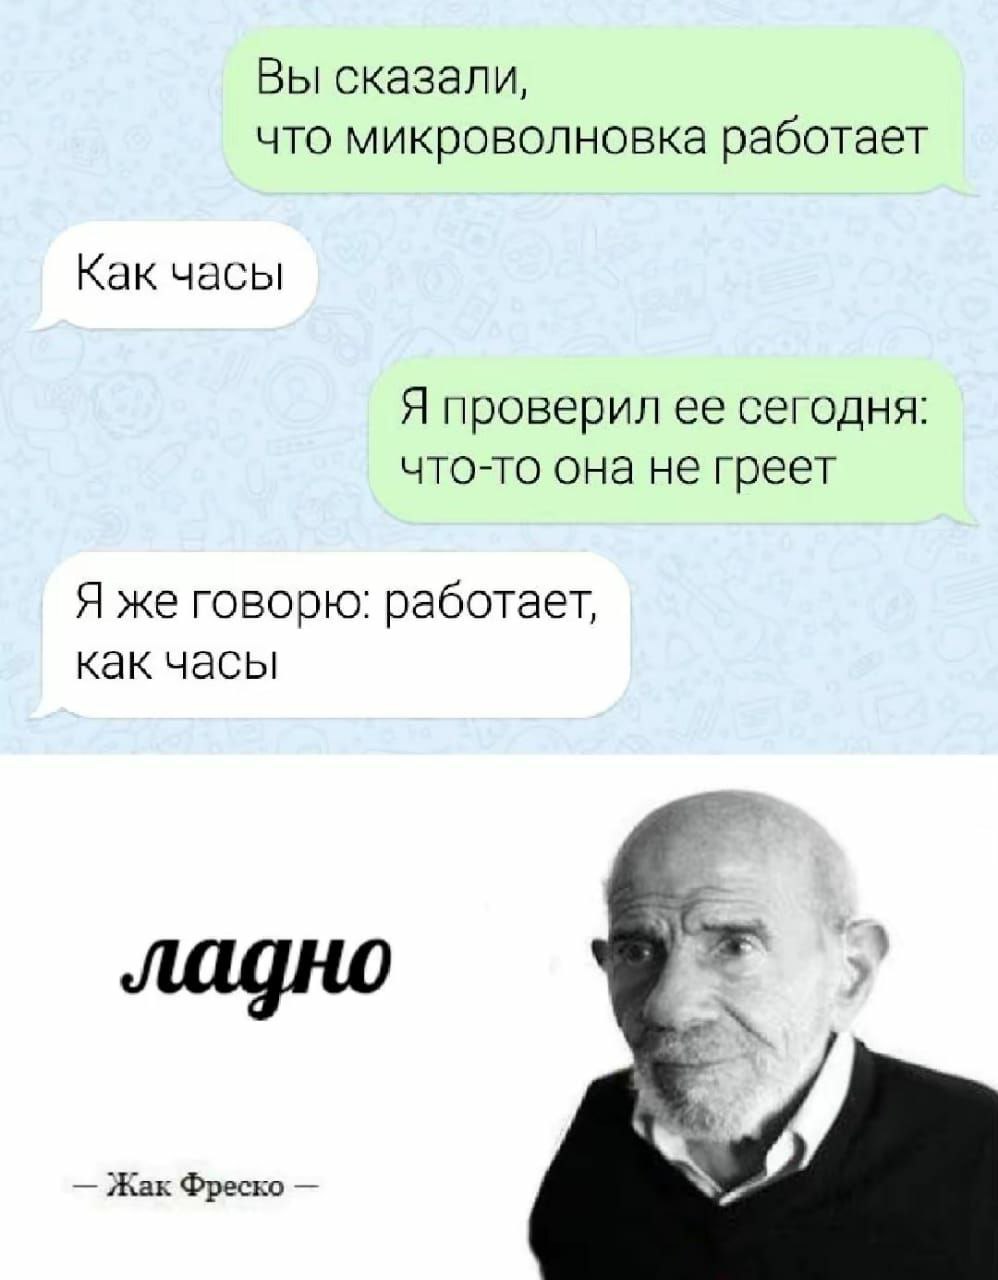 Вы сказали,
что микроволновка работает
Как часы
Я проверил ее сегодня:
что-то она не греет
Я же говорю: работает,
как часы
ладно
— Жак Фреско —